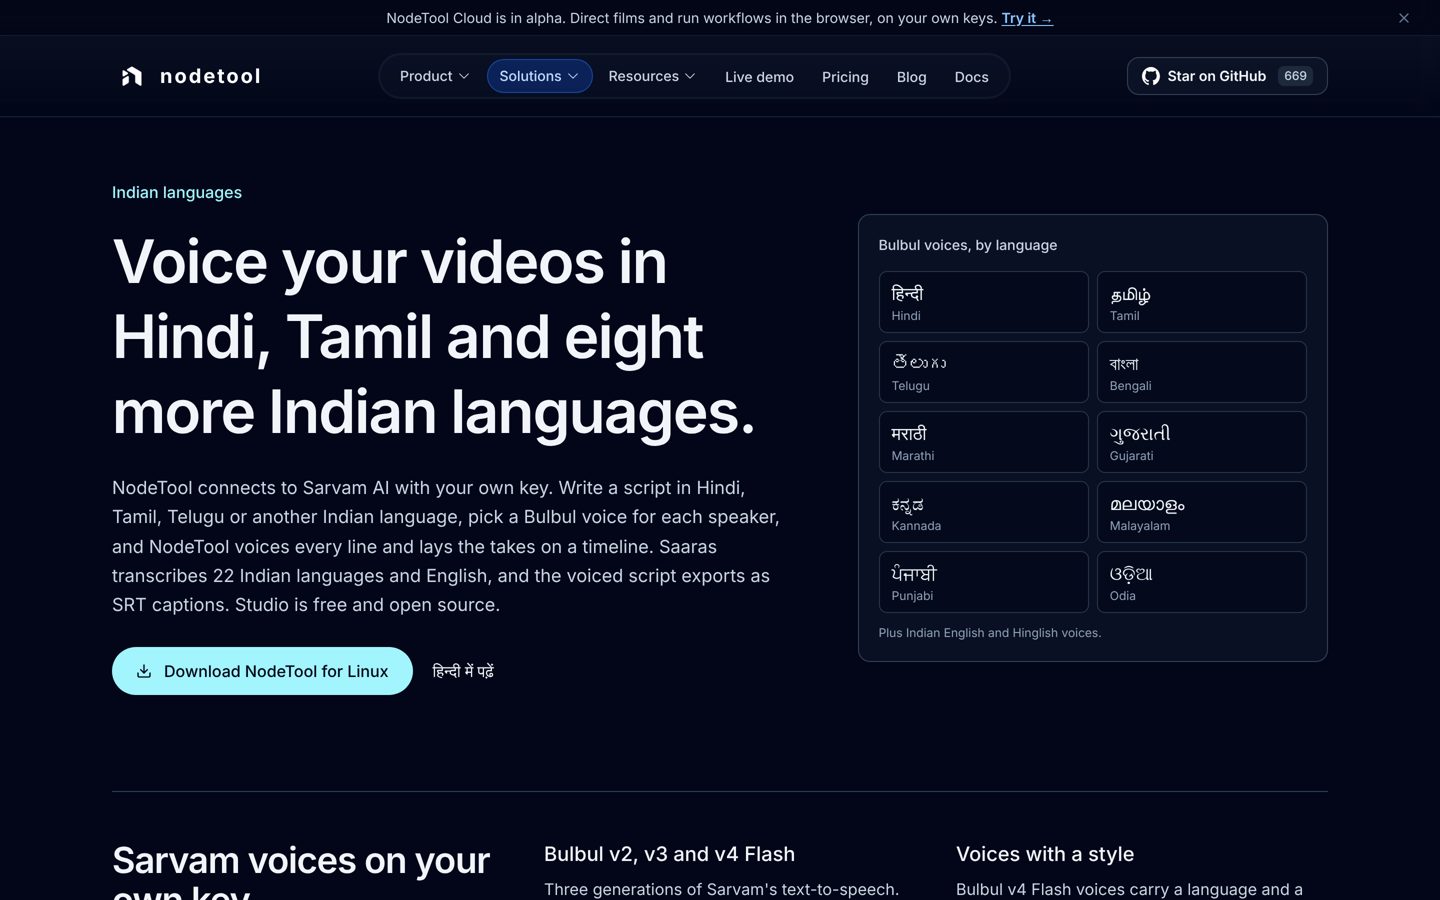 NodeTool Cloud is in alpha. Direct films and run workflows in the browser, on your own keys. Try it →
nodetool
Product
Solutions
Resources
Live demo
Pricing
Blog
Docs
Star on GitHub 669
Indian languages
Voice your videos in
Hindi, Tamil and eight
more Indian languages.
NodeTool connects to Sarvam AI with your own key. Write a script in Hindi,
Tamil, Telugu or another Indian language, pick a Bulbul voice for each speaker,
and NodeTool voices every line and lays the takes on a timeline. Saaras
transcribes 22 Indian languages and English, and the voiced script exports as
SRT captions. Studio is free and open source.
Download NodeTool for Linux
हिन्दी में पढ़ें
Bulbul voices, by language
हिन्दी
Hindi
தமிழ்
Tamil
తెలుగు
Telugu
বাংলা
Bengali
मराठी
Marathi
ગુજરાતી
Gujarati
ಕನ್ನಡ
Kannada
മലയാളം
Malayalam
ਪੰਜਾਬੀ
Punjabi
ଓଡ଼ିଆ
Odia
Plus Indian English and Hinglish voices.
Sarvam voices on your
own key
Bulbul v2, v3 and v4 Flash
Three generations of Sarvam's text-to-speech.
Voices with a style
Bulbul v4 Flash voices carry a language and a